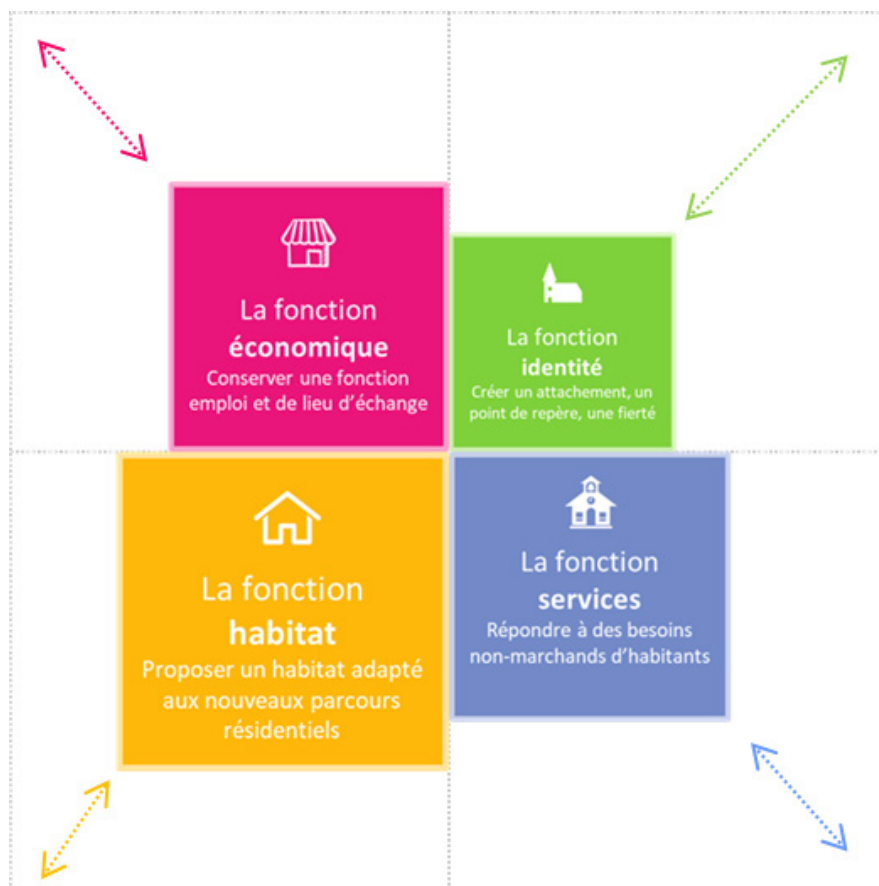 La fonction
économique
Conserver une fonction
emploi et de lieu d'échange
La fonction
identité
Créer un attachement, un
point de repère, une fierté
La fonction
habitat
Proposer un habitat adapté
aux nouveaux parcours
résidentiels
La fonction
services
Répondre à des besoins
non-marchands d'habitants